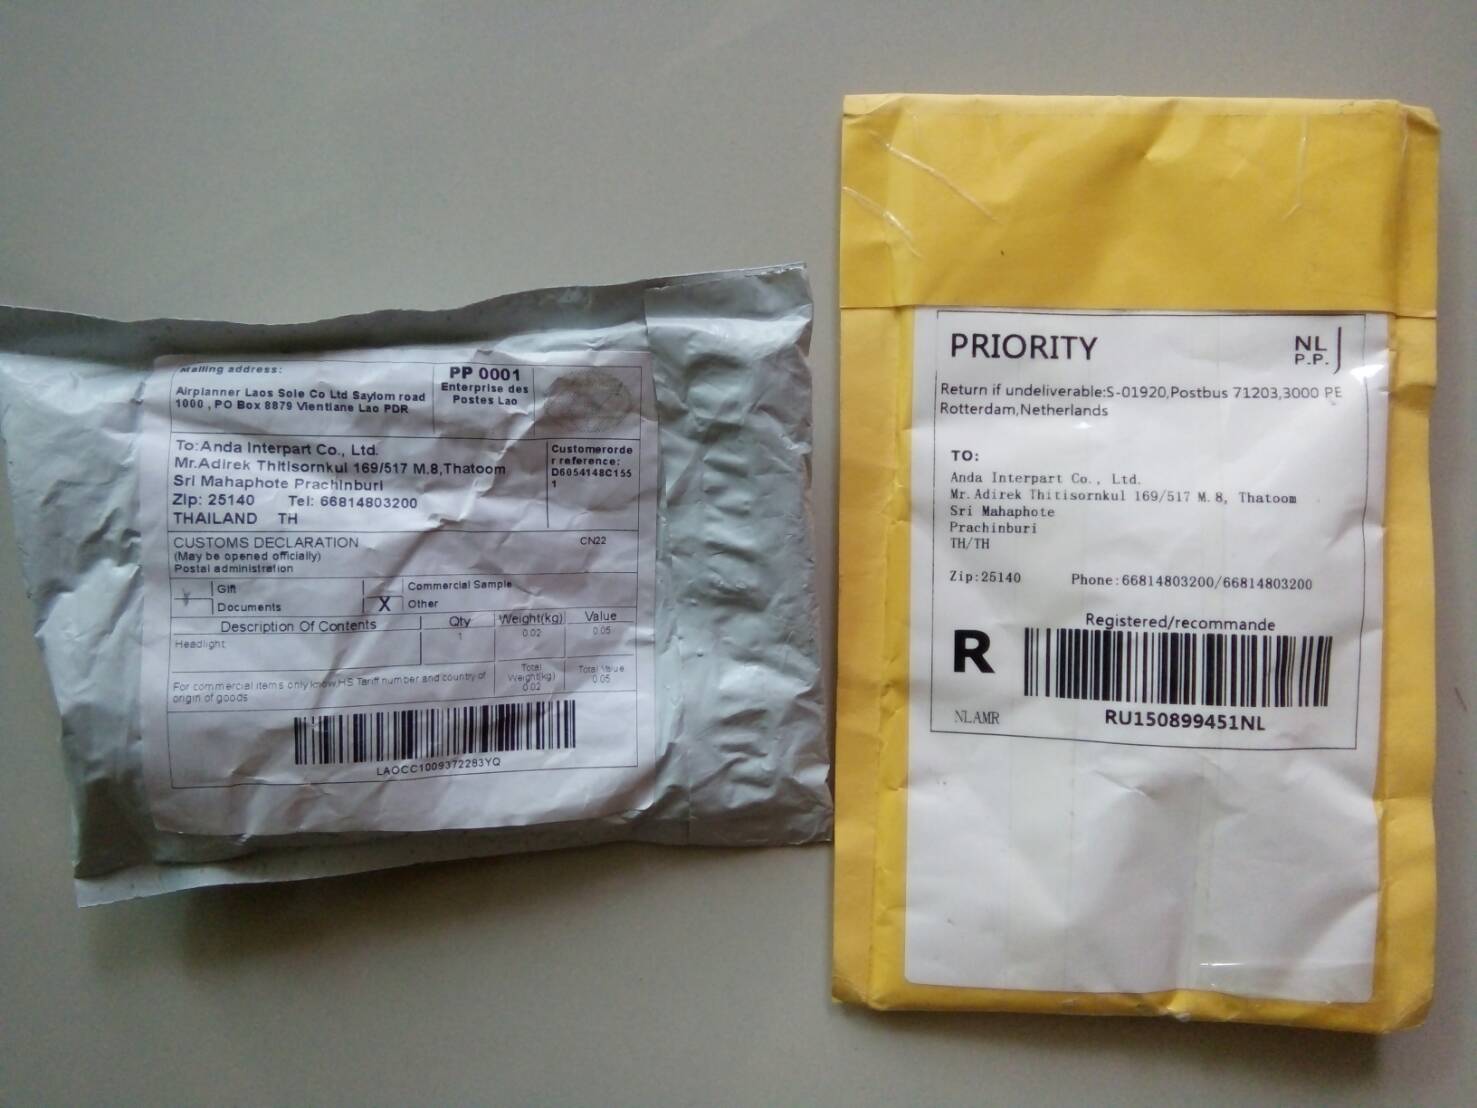 Mailing address:
Airplanner Laos Sole Co Ltd Saylom road
1000 , PO Box 8879 Vientiane Lao PDR
PP 0001
Enterprise des
Postes Lao
To:Anda Interpart Co., Ltd.
Mr.Adirek Thitisornkul 169/517 M.8,Thatoom
Sri Mahaphote Prachinburi
Zip: 25140 Tel: 66814803200
THAILAND TH
Customerorde
r reference:
D6054148C155
1
CUSTOMS DECLARATION
CN22
(May be opened officially)
Postal administration
Gift
Commercial Sample
Documents
X Other
Description Of Contents Qty Weight(kg) Value
Headlight 1 0.02 0.05
For commercial items only know,HS Tariff number and country of
origin of goods
Total
Weight(kg)
0.02
Total Value
0.05
LAOCC1009372283YQ
PRIORITY
NL
P.P.
Return if undeliverable:S-01920,Postbus 71203,3000 PE
Rotterdam,Netherlands
TO:
Anda Interpart Co., Ltd.
Mr. Adirek Thitisornkul 169/517 M.8, Thatoom
Sri Mahaphote
Prachinburi
TH/TH
Zip:25140 Phone:66814803200/66814803200
Registered/recommande
R
NLAMR
RU150899451NL